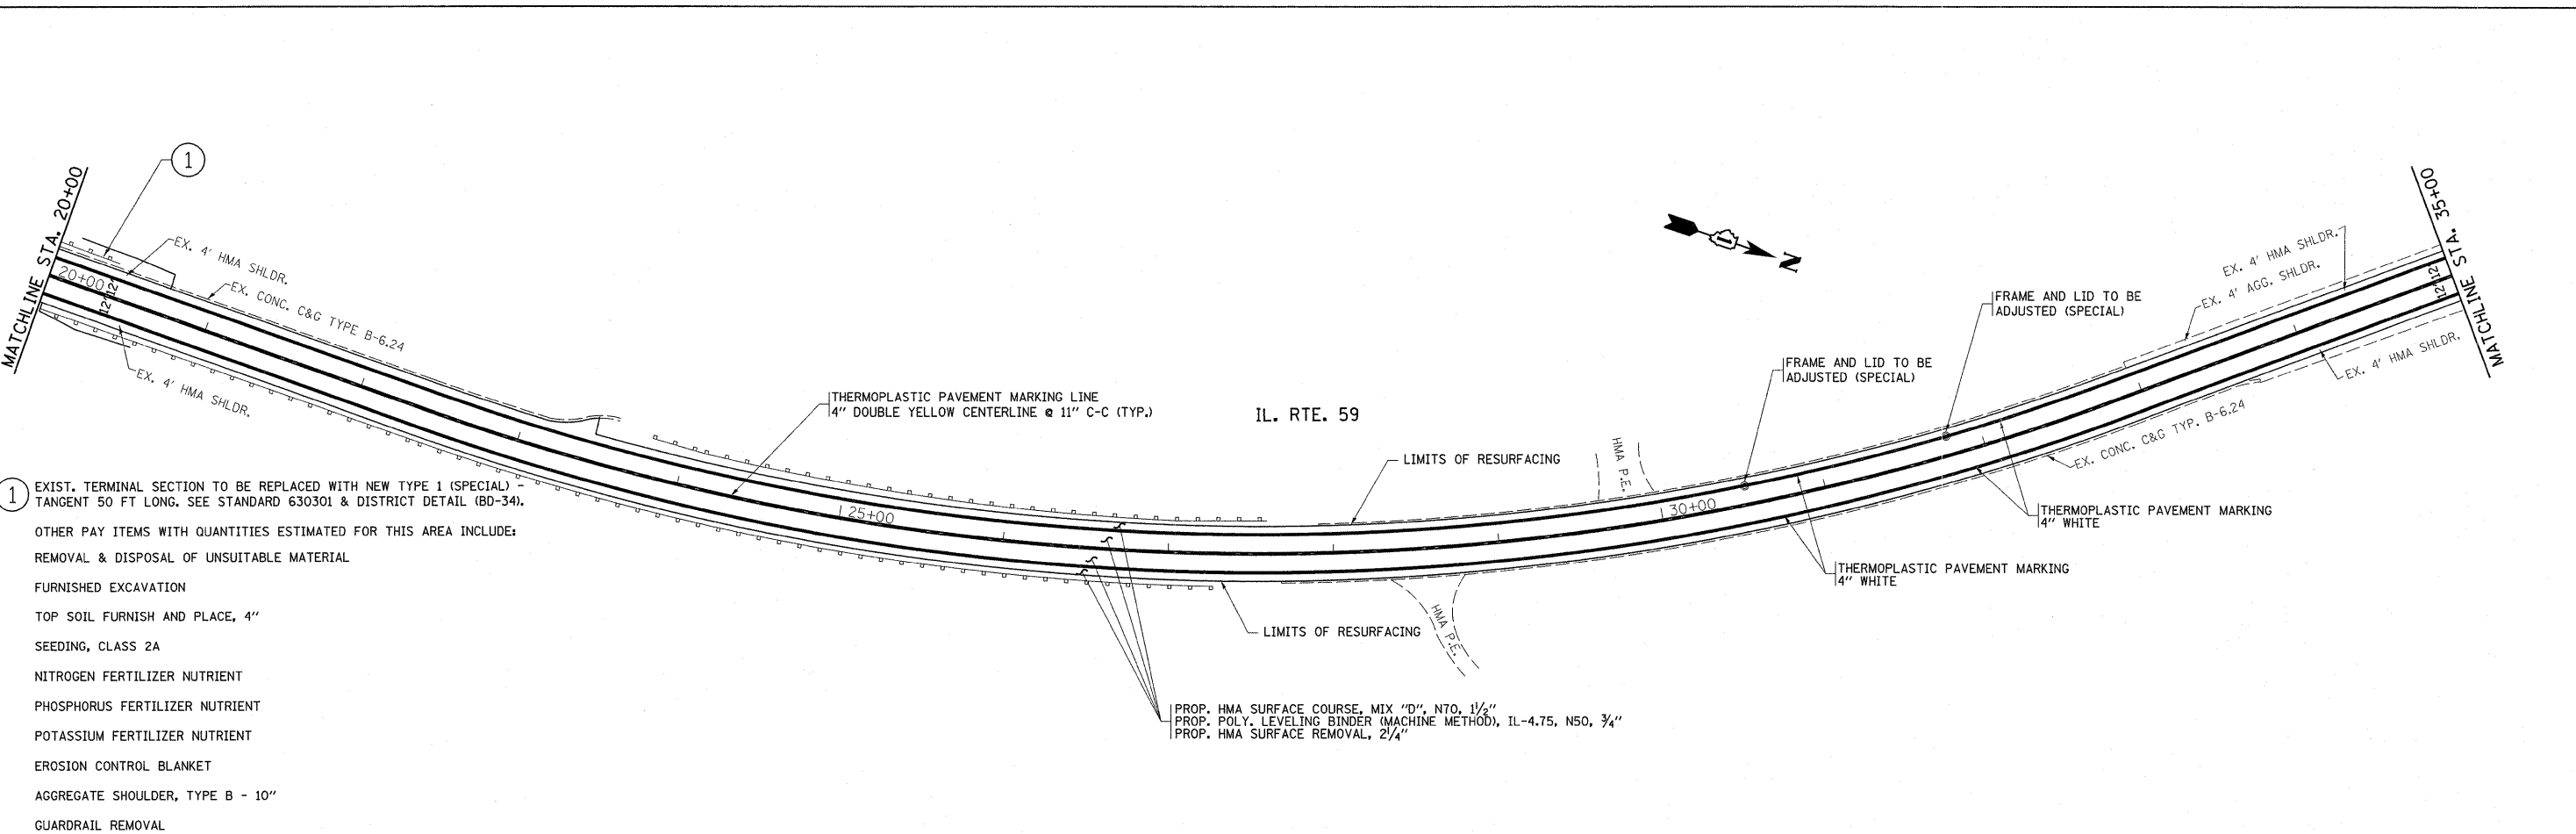 1
MATCHLINE STA. 20+00
20+00
12'
12'
EX. 4' HMA SHLDR.
EX. CONC. C&G TYPE B-6.24
EX. 4' HMA SHLDR.
THERMOPLASTIC PAVEMENT MARKING LINE
4" DOUBLE YELLOW CENTERLINE @ 11" C-C (TYP.)
25+00
IL. RTE. 59
LIMITS OF RESURFACING
HMA P.E.
N
30+00
FRAME AND LID TO BE
ADJUSTED (SPECIAL)
FRAME AND LID TO BE
ADJUSTED (SPECIAL)
EX. 4' HMA SHLDR.
EX. 4' AGG. SHLDR.
12'
12'
MATCHLINE STA. 35+00
EX. 4' HMA SHLDR.
EX. CONC. C&G TYP. B-6.24
THERMOPLASTIC PAVEMENT MARKING
4" WHITE
THERMOPLASTIC PAVEMENT MARKING
4" WHITE
HMA P.E.
LIMITS OF RESURFACING
PROP. HMA SURFACE COURSE, MIX "D", N70, 1½"
PROP. POLY. LEVELING BINDER (MACHINE METHOD), IL-4.75, N50, ¾"
PROP. HMA SURFACE REMOVAL, 2¼"
1
EXIST. TERMINAL SECTION TO BE REPLACED WITH NEW TYPE 1 (SPECIAL) -
TANGENT 50 FT LONG. SEE STANDARD 630301 & DISTRICT DETAIL (BD-34).
OTHER PAY ITEMS WITH QUANTITIES ESTIMATED FOR THIS AREA INCLUDE:
REMOVAL & DISPOSAL OF UNSUITABLE MATERIAL
FURNISHED EXCAVATION
TOP SOIL FURNISH AND PLACE, 4"
SEEDING, CLASS 2A
NITROGEN FERTILIZER NUTRIENT
PHOSPHORUS FERTILIZER NUTRIENT
POTASSIUM FERTILIZER NUTRIENT
EROSION CONTROL BLANKET
AGGREGATE SHOULDER, TYPE B - 10"
GUARDRAIL REMOVAL